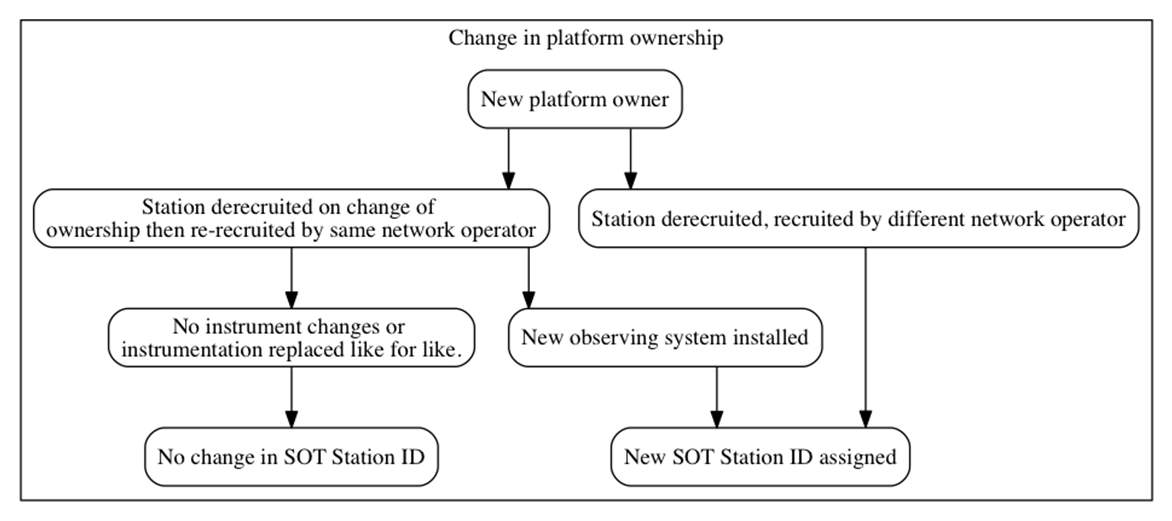 Change in platform ownership
New platform owner
Station derecruited on change of
ownership then re-recruited by same network operator
Station derecruited, recruited by different network operator
No instrument changes or
instrumentation replaced like for like.
New observing system installed
No change in SOT Station ID
New SOT Station ID assigned